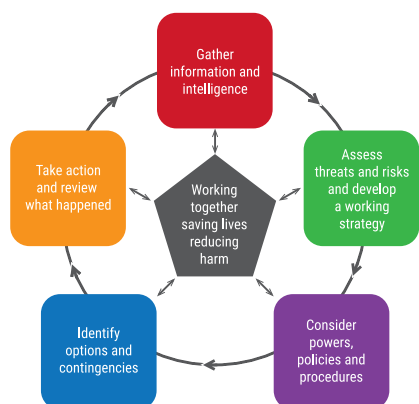 Gather
information and
intelligence
Assess
threats and risks
and develop
a working
strategy
Consider
powers,
policies and
procedures
Identify
options and
contingencies
Take action
and review
what happened
Working
together
saving lives
reducing
harm